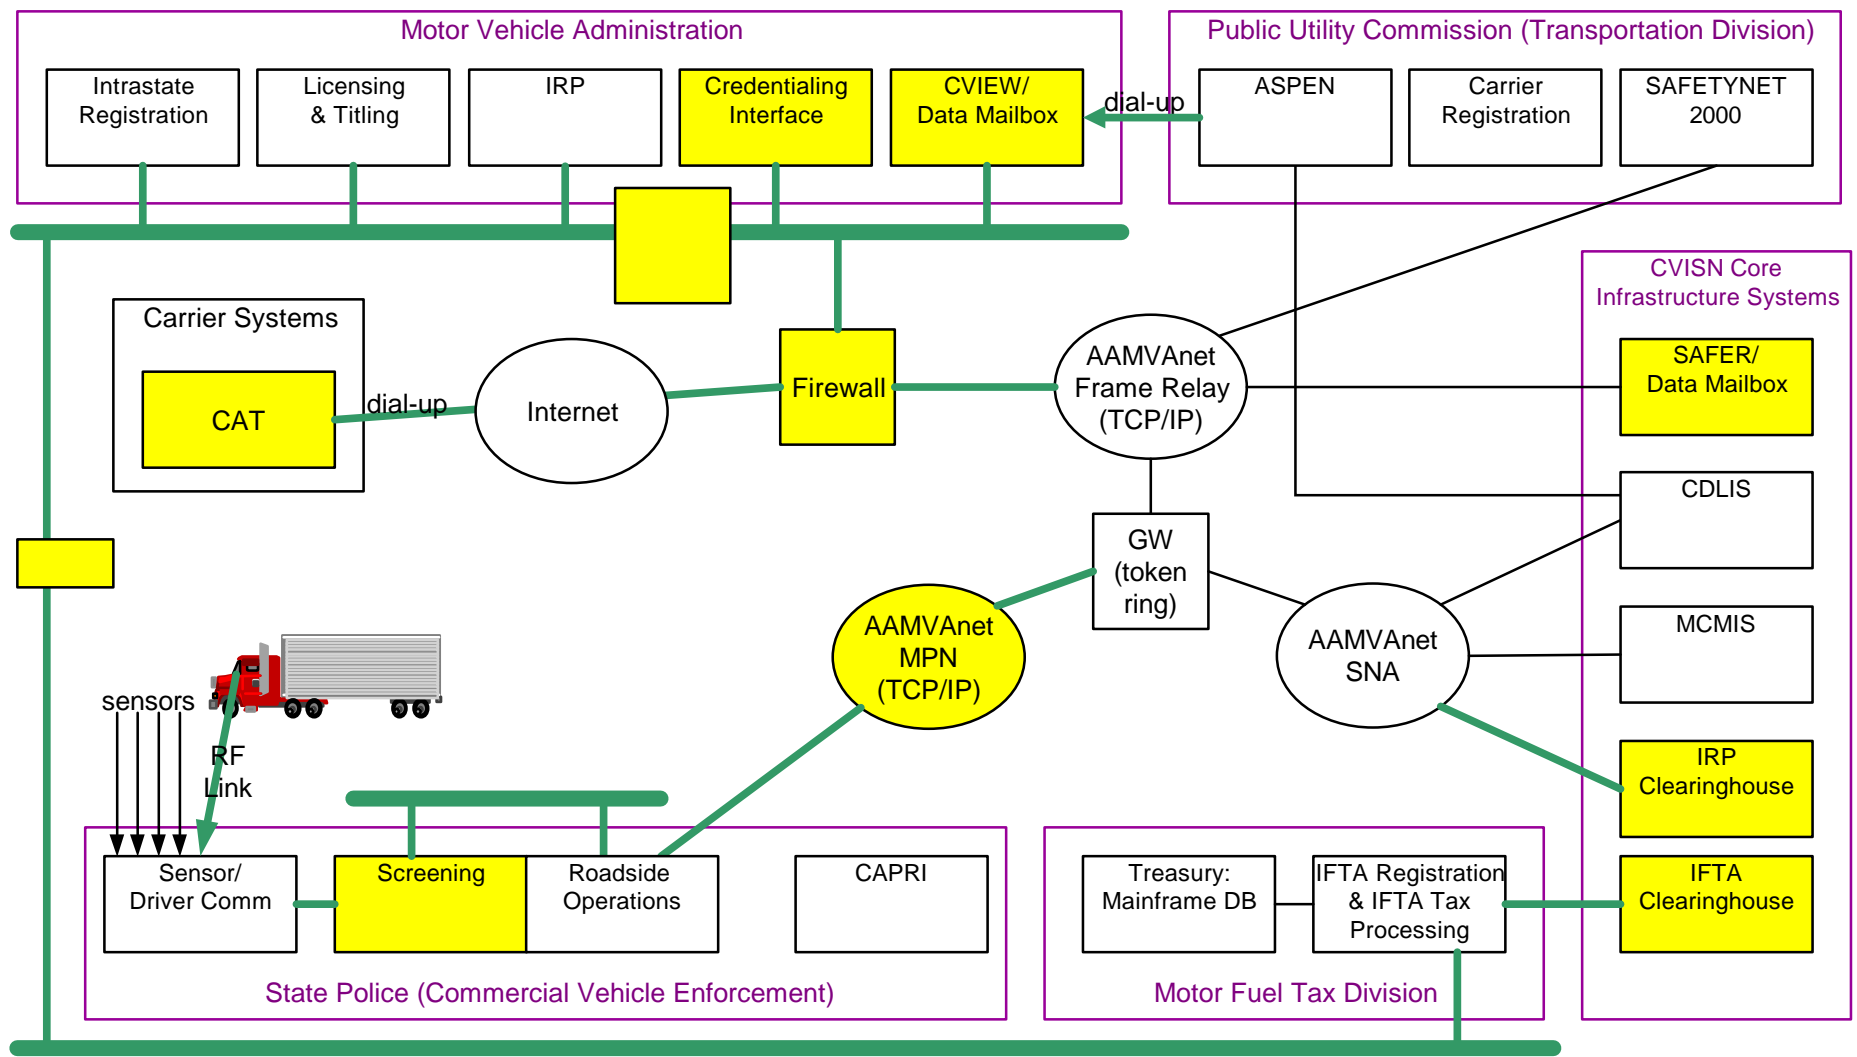 Motor Vehicle Administration
Intrastate
Registration
Licensing
& Titling
IRP
Credentialing
Interface
CVIEW/
Data Mailbox
dial-up
Public Utility Commission (Transportation Division)
ASPEN
Carrier
Registration
SAFETYNET
2000
Carrier Systems
CAT
dial-up
Internet
Firewall
AAMVAnet
Frame Relay
(TCP/IP)
CVISN Core
Infrastructure Systems
SAFER/
Data Mailbox
CDLIS
MCMIS
IRP
Clearinghouse
IFTA
Clearinghouse
GW
(token
ring)
AAMVAnet
MPN
(TCP/IP)
AAMVAnet
SNA
sensors
RF
Link
Sensor/
Driver Comm
Screening
Roadside
Operations
CAPRI
State Police (Commercial Vehicle Enforcement)
Treasury:
Mainframe DB
IFTA Registration
& IFTA Tax
Processing
Motor Fuel Tax Division